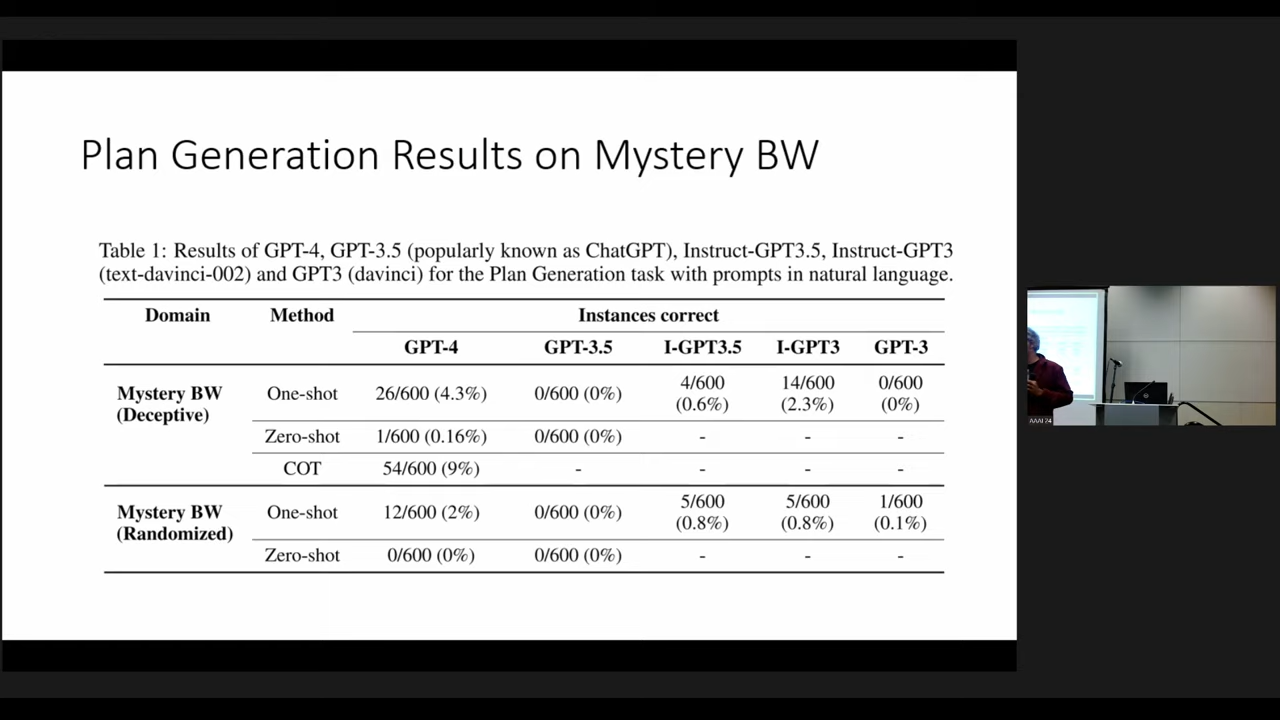 Plan Generation Results on Mystery BW
Table 1: Results of GPT-4, GPT-3.5 (popularly known as ChatGPT), Instruct-GPT3.5, Instruct-GPT3
(text-davinci-002) and GPT3 (davinci) for the Plan Generation task with prompts in natural language.
Domain Method Instances correct
GPT-4 GPT-3.5 I-GPT3.5 I-GPT3 GPT-3
Mystery BW (Deceptive) One-shot 26/600 (4.3%) 0/600 (0%) 4/600 (0.6%) 14/600 (2.3%) 0/600 (0%)
Zero-shot 1/600 (0.16%) 0/600 (0%) - - -
COT 54/600 (9%) - - - -
Mystery BW (Randomized) One-shot 12/600 (2%) 0/600 (0%) 5/600 (0.8%) 5/600 (0.8%) 1/600 (0.1%)
Zero-shot 0/600 (0%) 0/600 (0%) - - -
AAAI 24